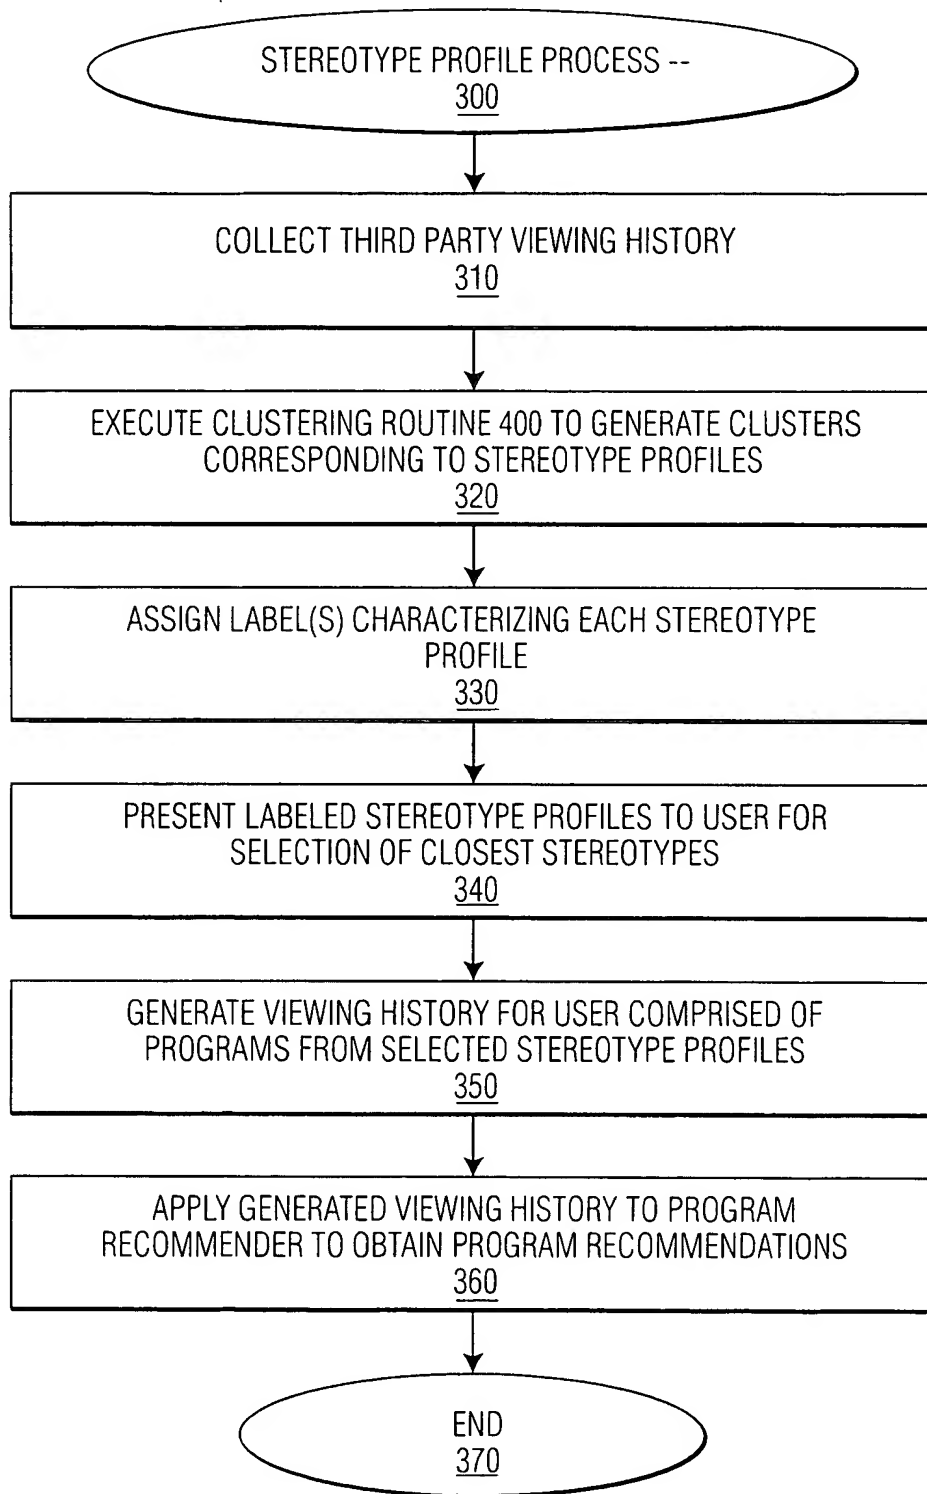 STEREOTYPE PROFILE PROCESS --
300
COLLECT THIRD PARTY VIEWING HISTORY
310
EXECUTE CLUSTERING ROUTINE 400 TO GENERATE CLUSTERS
CORRESPONDING TO STEREOTYPE PROFILES
320
ASSIGN LABEL(S) CHARACTERIZING EACH STEREOTYPE
PROFILE
330
PRESENT LABELED STEREOTYPE PROFILES TO USER FOR
SELECTION OF CLOSEST STEREOTYPES
340
GENERATE VIEWING HISTORY FOR USER COMPRISED OF
PROGRAMS FROM SELECTED STEREOTYPE PROFILES
350
APPLY GENERATED VIEWING HISTORY TO PROGRAM
RECOMMENDER TO OBTAIN PROGRAM RECOMMENDATIONS
360
END
370